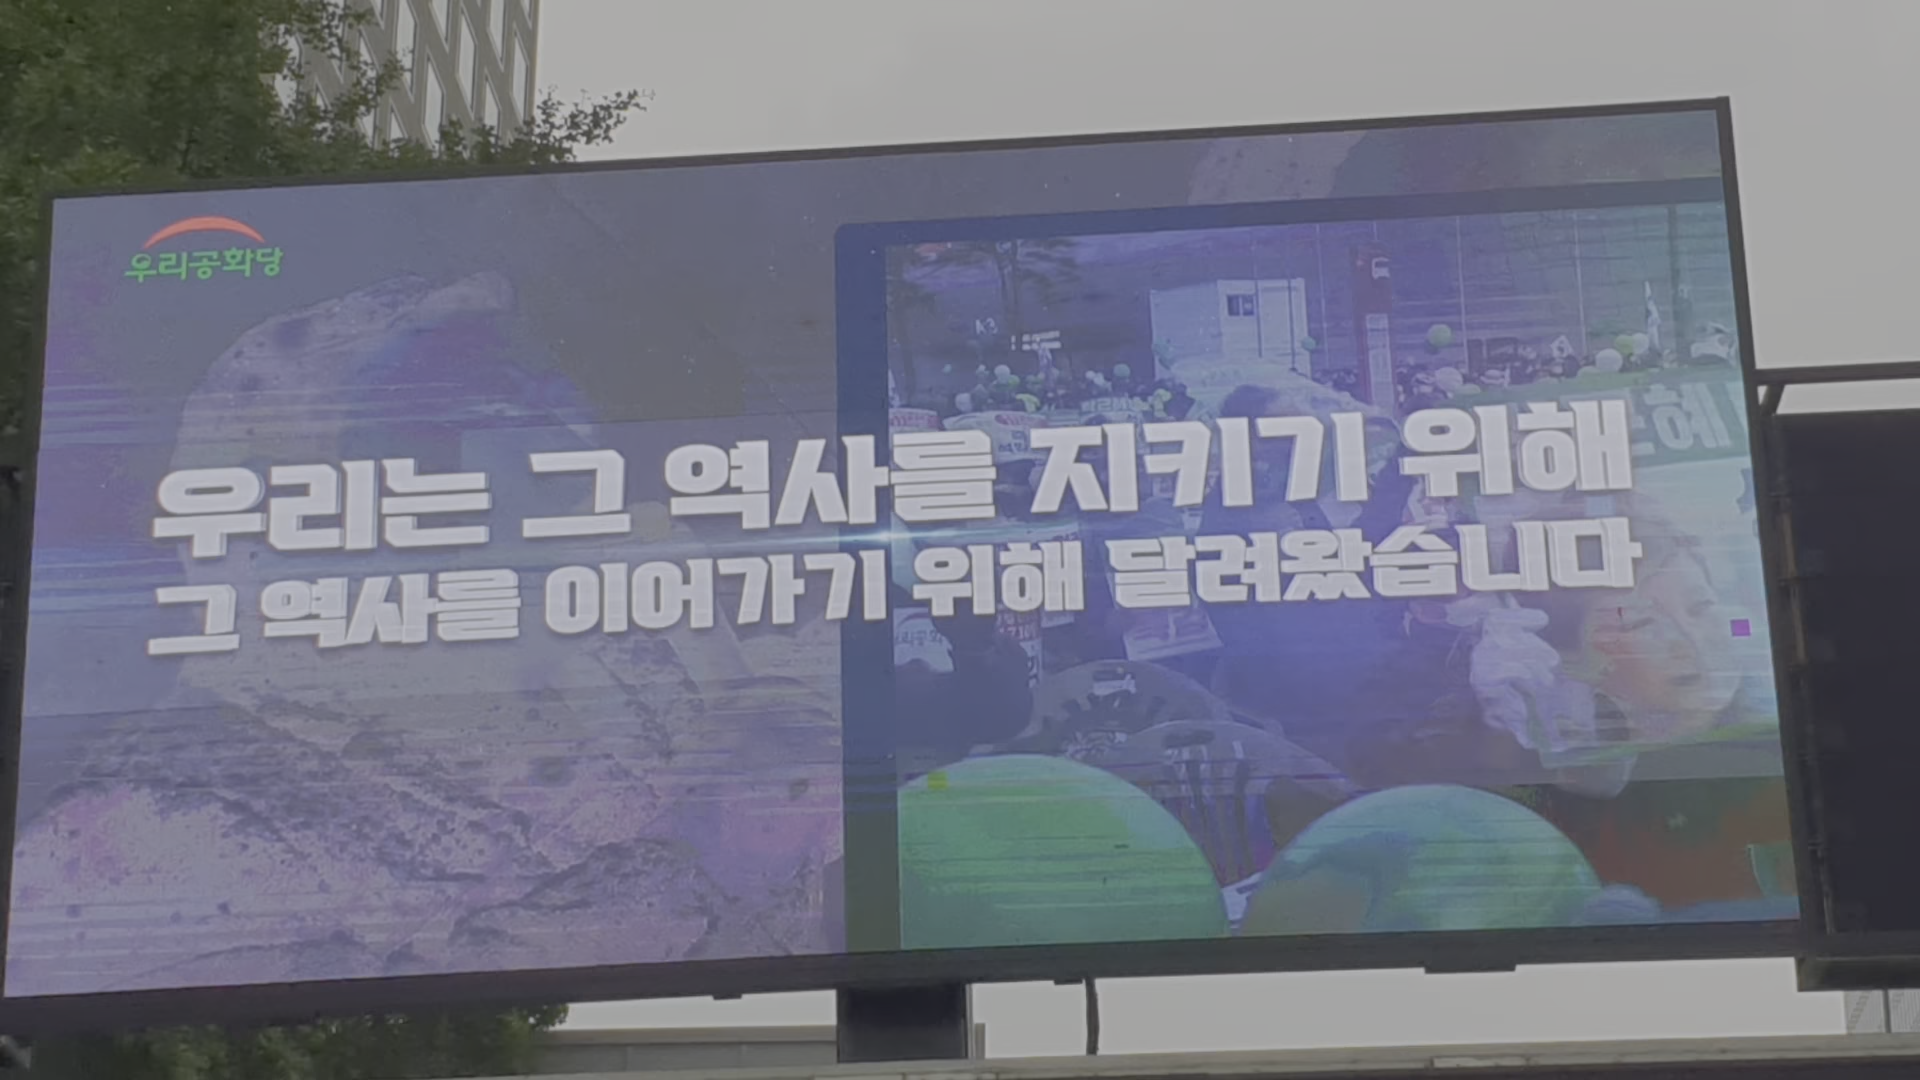 우리공화당
우리는 그 역사를 지키기 위해
그 역사를 이어가기 위해 달려왔습니다